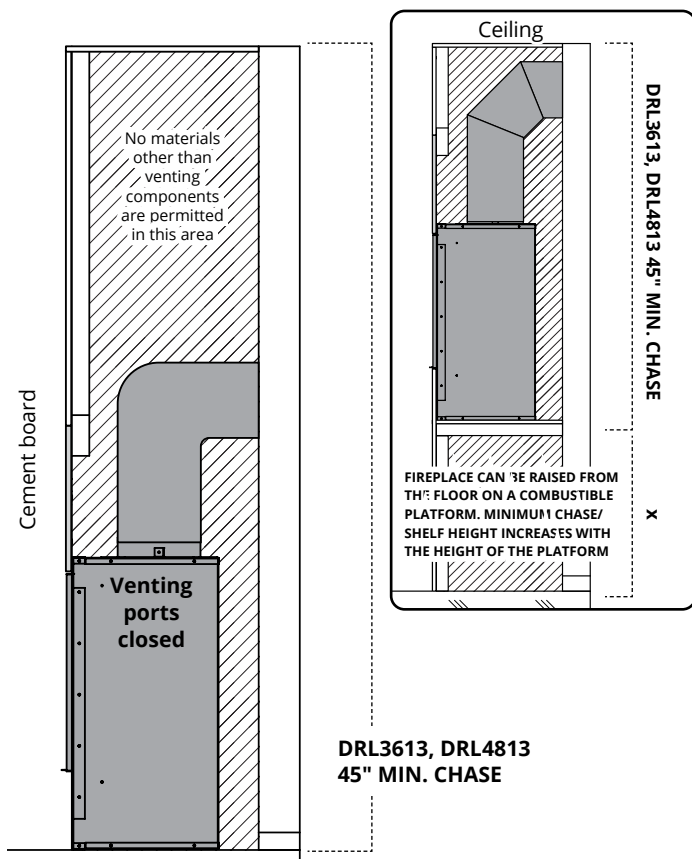 Ceiling
No materials
other than
venting
components
are permitted
in this area
Cement board
Venting
ports
closed
DRL3613, DRL4813
45" MIN. CHASE
DRL3613, DRL4813 45" MIN. CHASE
FIREPLACE CAN BE RAISED FROM
THE FLOOR ON A COMBUSTIBLE
PLATFORM. MINIMUM CHASE/
SHELF HEIGHT INCREASES WITH
THE HEIGHT OF THE PLATFORM
x